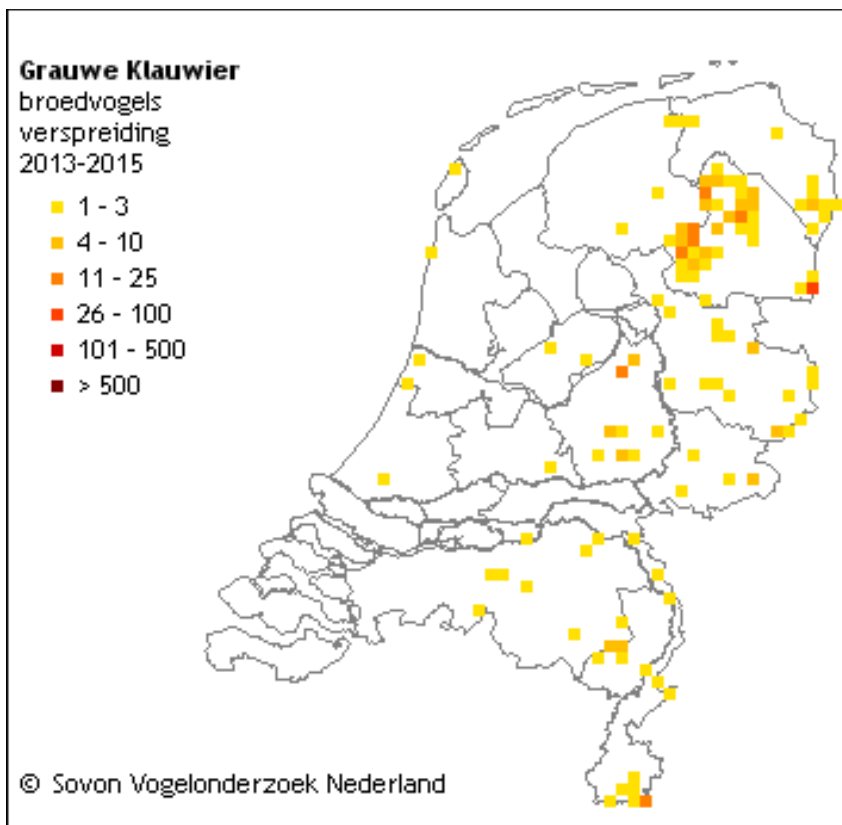 Grauwe Klauwier
broedvogels
verspreiding
2013-2015
1 - 3
4 - 10
11 - 25
26 - 100
101 - 500
> 500
© Sovon Vogelonderzoek Nederland